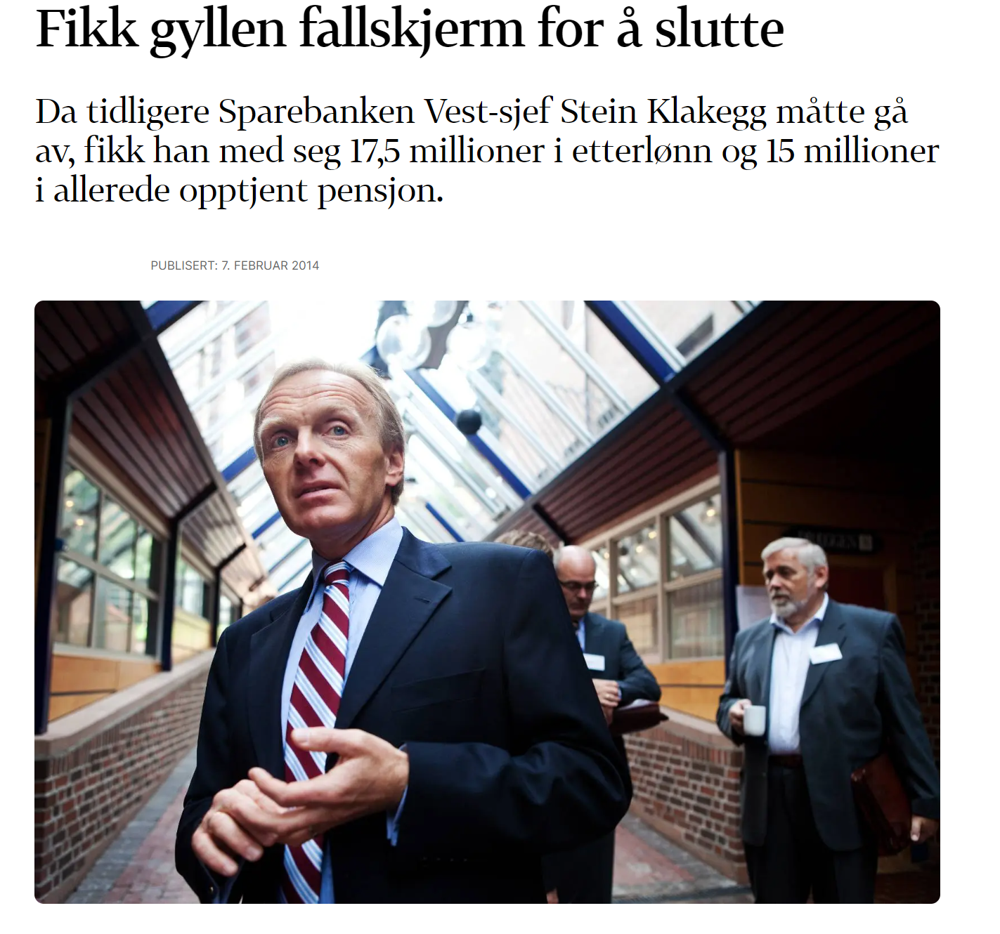 Fikk gyllen fallskjerm for å slutte
Da tidligere Sparebanken Vest-sjef Stein Klakegg måtte gå
av, fikk han med seg 17,5 millioner i etterlønn og 15 millioner
i allerede opptjent pensjon.
PUBLISERT: 7. FEBRUAR 2014